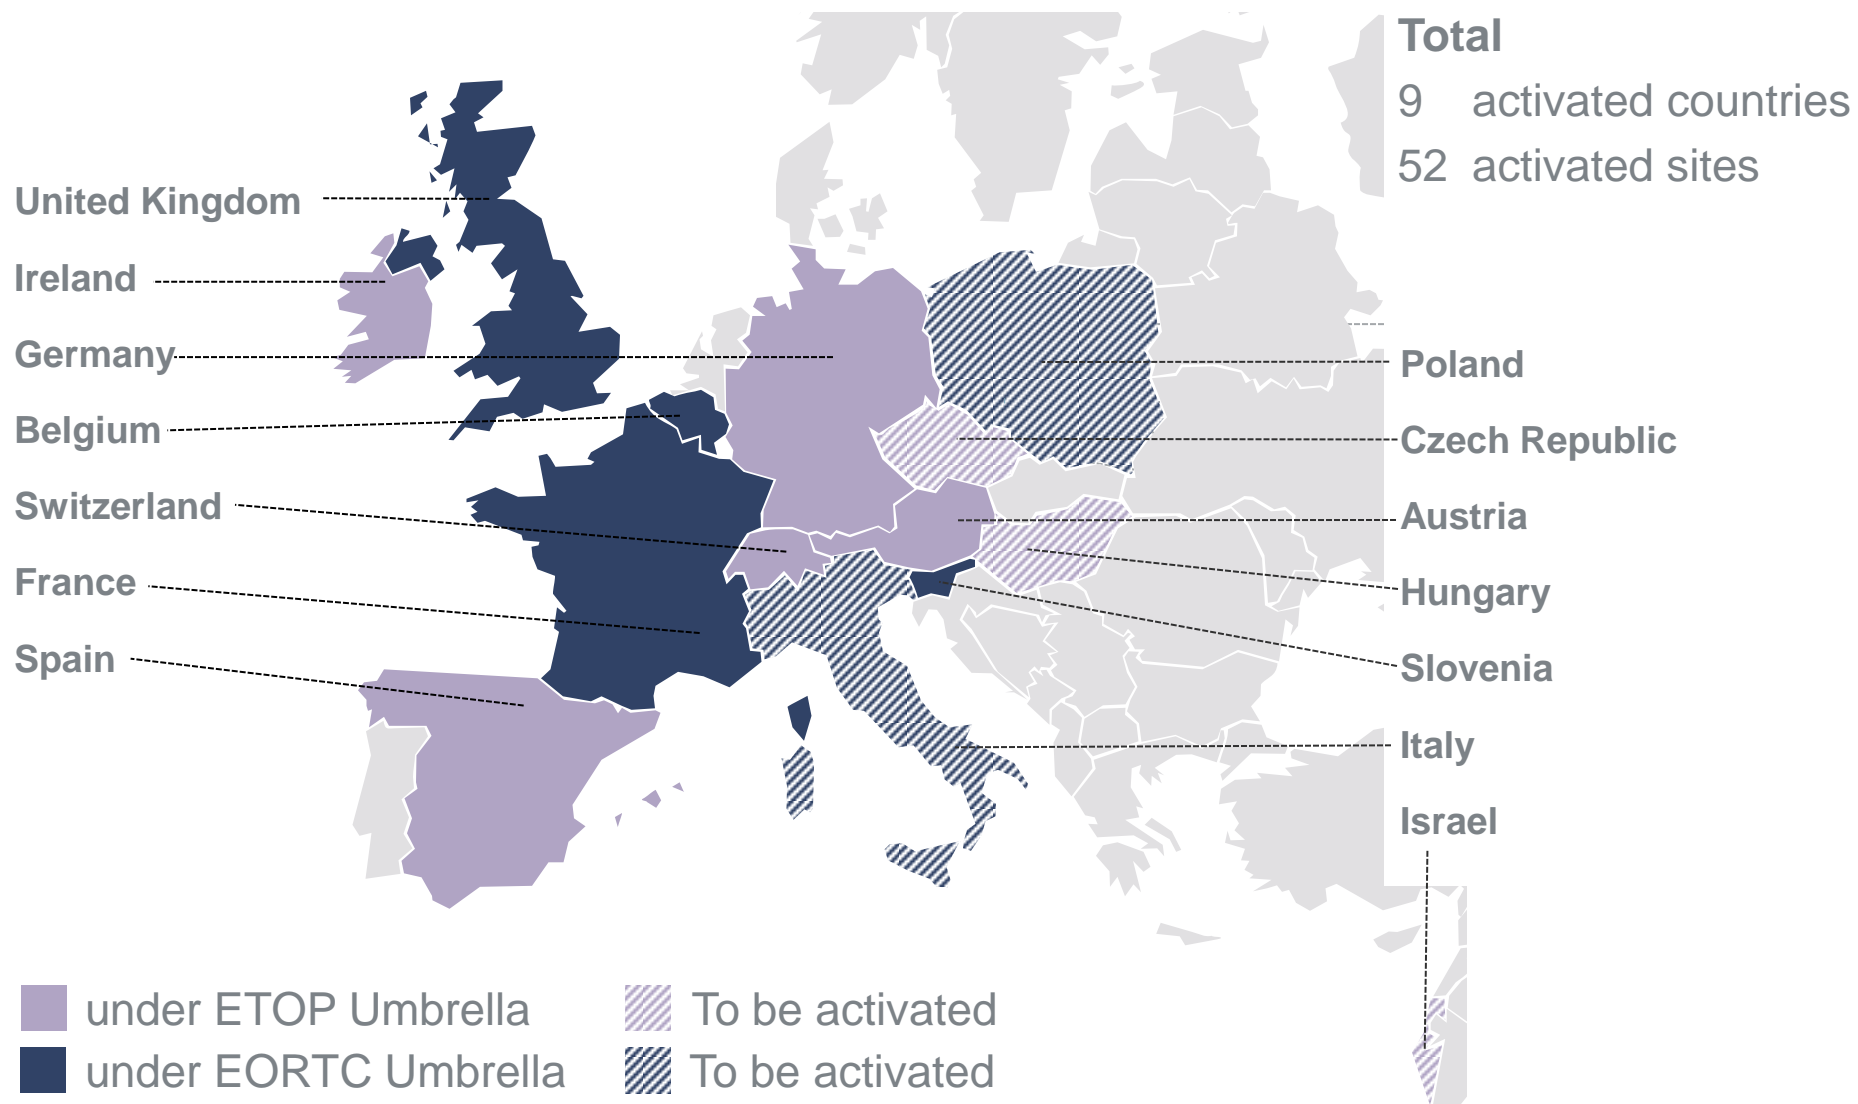 Total
9 activated countries
52 activated sites
United Kingdom
Ireland
Germany
Belgium
Switzerland
France
Spain
Poland
Czech Republic
Austria
Hungary
Slovenia
Italy
Israel
under ETOP Umbrella
To be activated
under EORTC Umbrella
To be activated